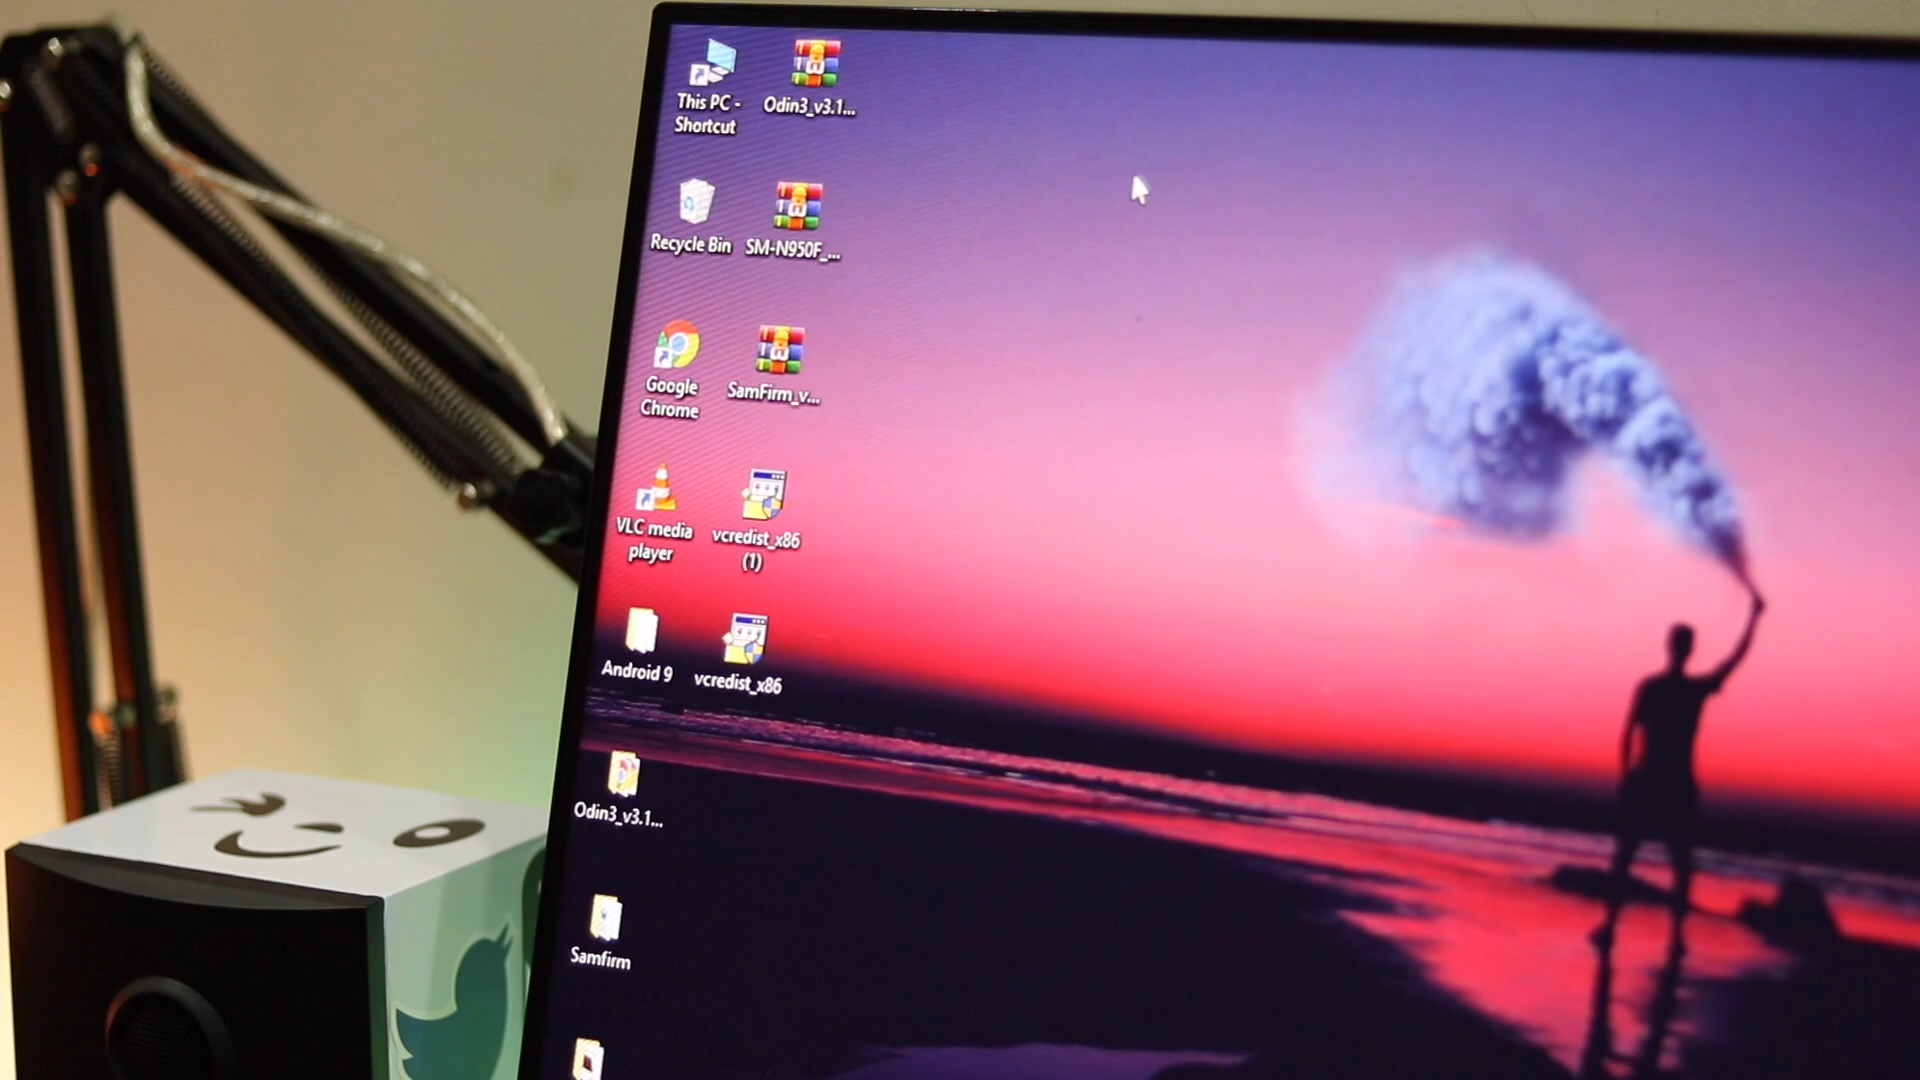 This PC -
Shortcut
Odin3_v3.1...
Recycle Bin
SM-N950F_...
Google
Chrome
SamFirm_v...
VLC media
player
vcredist_x86
(1)
Android 9
vcredist_x86
Odin3_v3.1...
Samfirm